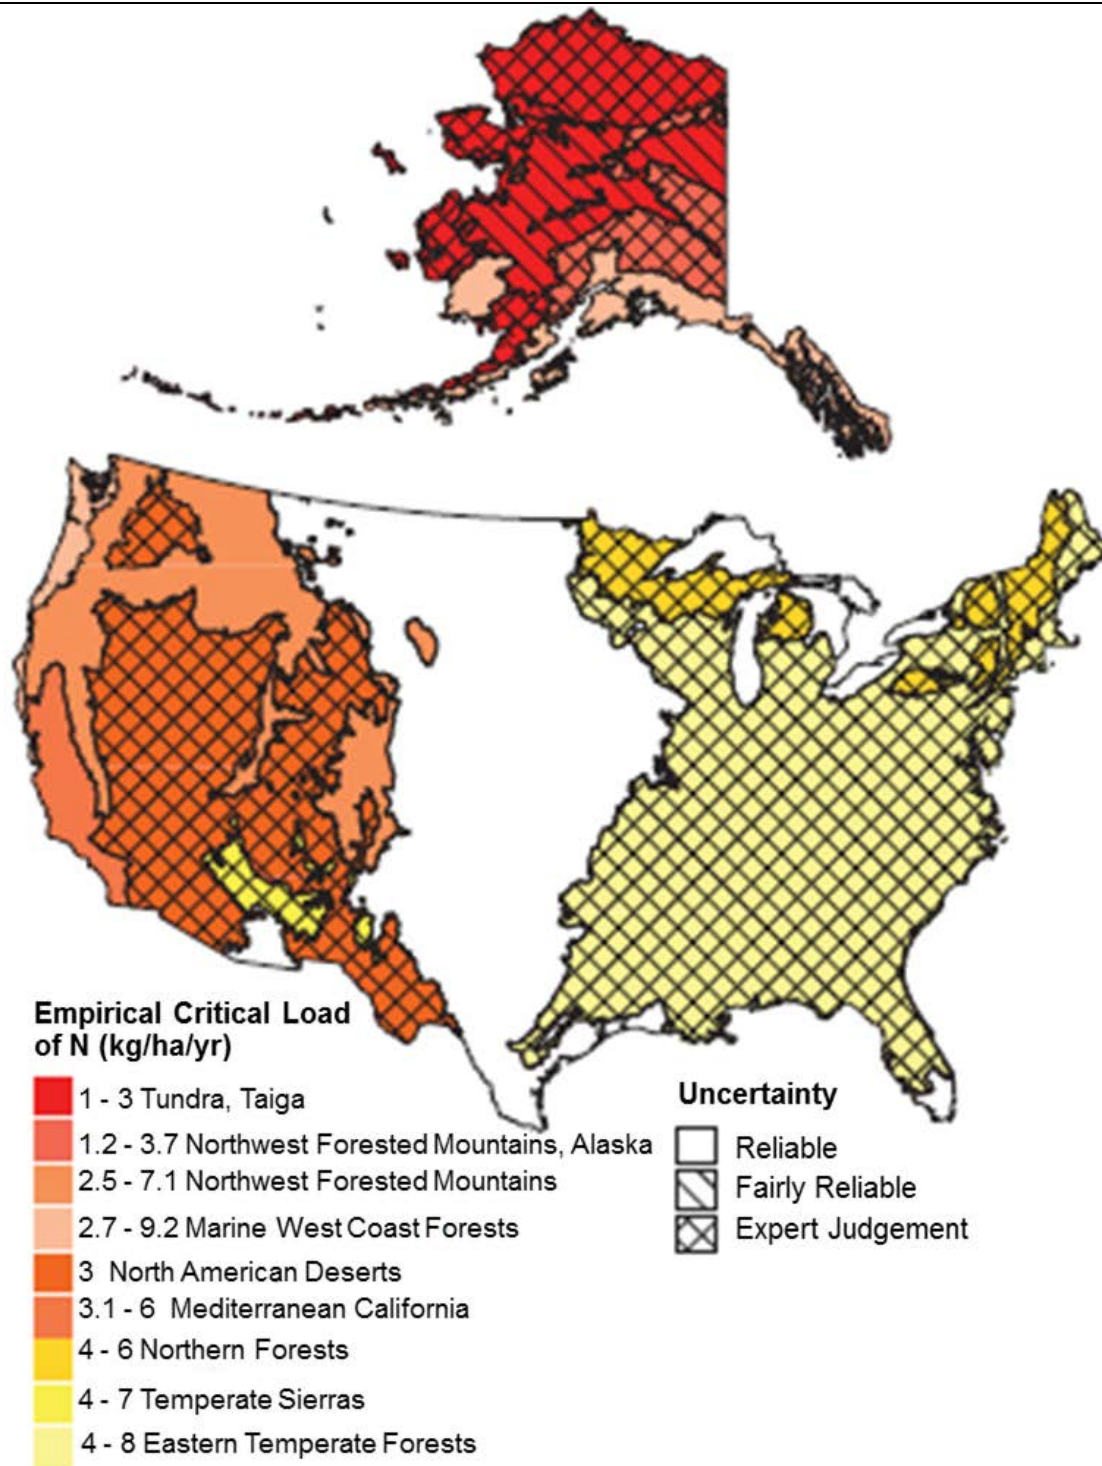 Empirical Critical Load
of N (kg/ha/yr)
1 - 3 Tundra, Taiga
1.2 - 3.7 Northwest Forested Mountains, Alaska
2.5 - 7.1 Northwest Forested Mountains
2.7 - 9.2 Marine West Coast Forests
3 North American Deserts
3.1 - 6 Mediterranean California
4 - 6 Northern Forests
4 - 7 Temperate Sierras
4 - 8 Eastern Temperate Forests
Uncertainty
Reliable
Fairly Reliable
Expert Judgement